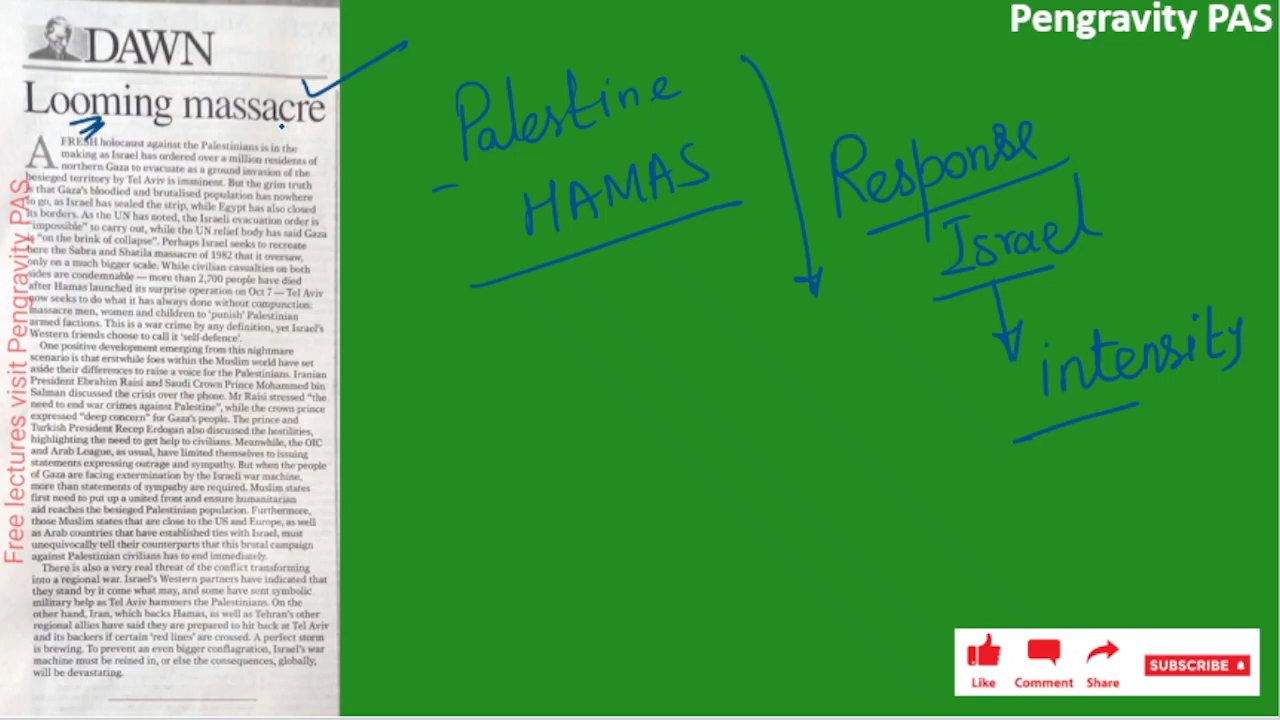 DAWN
Looming massacre
A FRESH holocaust against the Palestinians is in the
making as Israel has ordered over a million residents of
northern Gaza to evacuate as a ground invasion of the
besieged territory by Tel Aviv is imminent. But the grim truth
is that Gaza's bloodied and brutalised population has nowhere
to go, as Israel has sealed the strip, while Egypt has also closed
its borders. As the UN has noted, the Israeli evacuation order is
"impossible" to carry out, while the UN relief body has said Gaza
is "on the brink of collapse". Perhaps Israel seeks to recreate
here the Sabra and Shatila massacre of 1982 that it oversaw,
only on a much bigger scale. While civilian casualties on both
sides are condemnable — more than 2,700 people have died
after Hamas launched its surprise operation on Oct 7 — Tel Aviv
now seeks to do what it has always done without compunction:
massacre men, women and children to 'punish' Palestinian
armed factions. This is a war crime by any definition, yet Israel's
Western friends choose to call it 'self-defence'.
One positive development emerging from this nightmare
scenario is that erstwhile foes within the Muslim world have set
aside their differences to raise a voice for the Palestinians. Iranian
President Ebrahim Raisi and Saudi Crown Prince Mohammed bin
Salman discussed the crisis over the phone. Mr Raisi stressed "the
need to end war crimes against Palestine", while the crown prince
expressed "deep concern" for Gaza's people. The prince and
Turkish President Recep Erdogan also discussed the hostilities,
highlighting the need to get help to civilians. Meanwhile, the OIC
and Arab League, as usual, have limited themselves to issuing
statements expressing outrage and sympathy. But when the people
of Gaza are facing extermination by the Israeli war machine,
more than statements of sympathy are required. Muslim states
first need to put up a united front and ensure humanitarian
aid reaches the besieged Palestinian population. Furthermore,
those Muslim states that are close to the US and Europe, as well
as Arab countries that have established ties with Israel, must
unequivocally tell their counterparts that this brutal campaign
against Palestinian civilians has to end immediately.
There is also a very real threat of the conflict transforming
into a regional war. Israel's Western partners have indicated that
they stand by it come what may, and some have sent symbolic
military help as Tel Aviv hammers the Palestinians. On the
other hand, Iran, which backs Hamas, as well as Tehran's other
regional allies have said they are prepared to hit back at Tel Aviv
and its backers if certain 'red lines' are crossed. A perfect storm
is brewing. To prevent an even bigger conflagration, Israel's war
machine must be reined in, or else the consequences, globally,
will be devastating.
Free lectures visit Pengravity PAS
Pengravity PAS
Palestine
- HAMAS
Response
Israel
intensity
Like Comment Share SUBSCRIBE